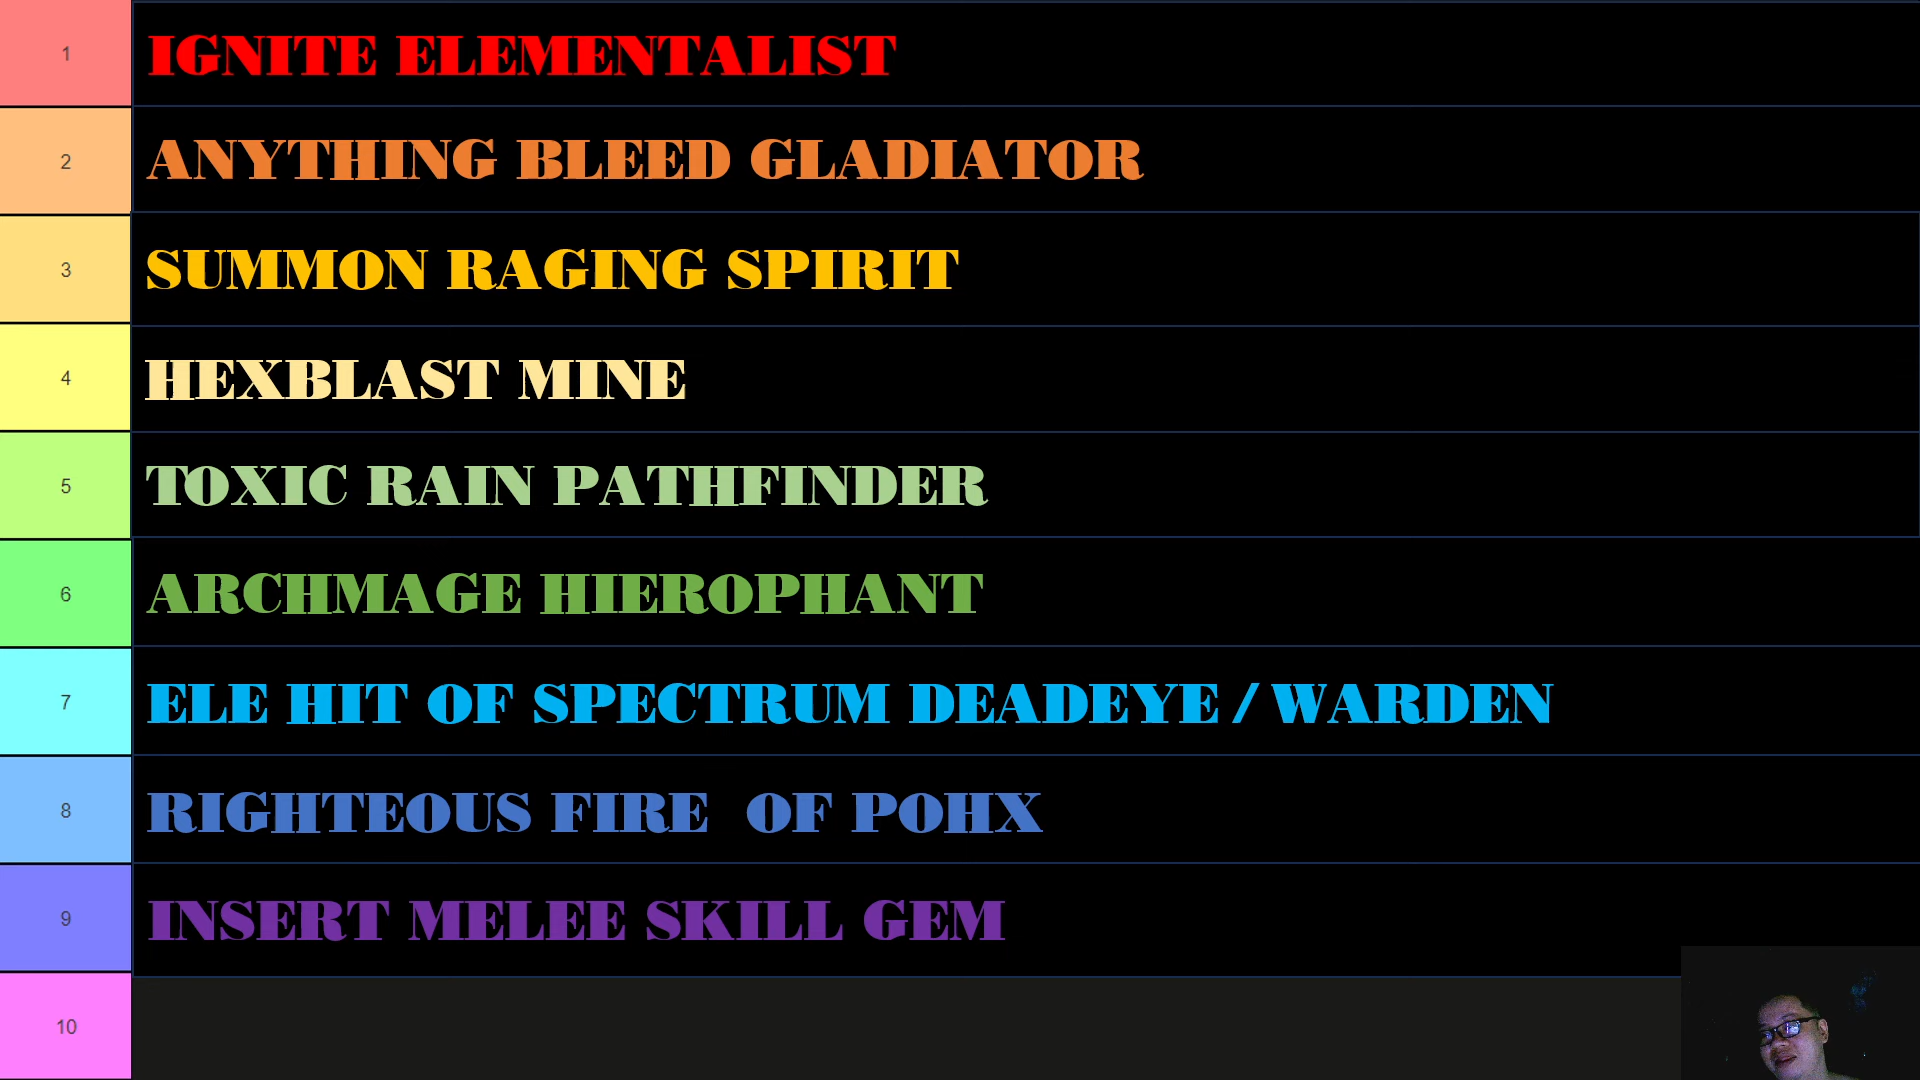 1
IGNITE ELEMENTALIST
2
ANYTHING BLEED GLADIATOR
3
SUMMON RAGING SPIRIT
4
HEXBLAST MINE
5
TOXIC RAIN PATHFINDER
6
ARCHMAGE HIEROPHANT
7
ELE HIT OF SPECTRUM DEADEYE / WARDEN
8
RIGHTEOUS FIRE OF POHX
9
INSERT MELEE SKILL GEM
10